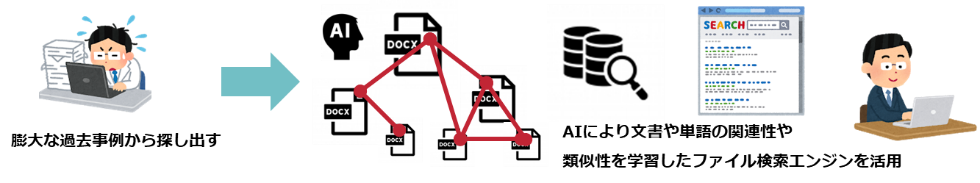 膨大な過去事例から探し出す
AI
DOCX
DOCX
DOCX
DOCX
DOCX
DOCX
SEARCH
AIにより文書や単語の関連性や
類似性を学習したファイル検索エンジンを活用